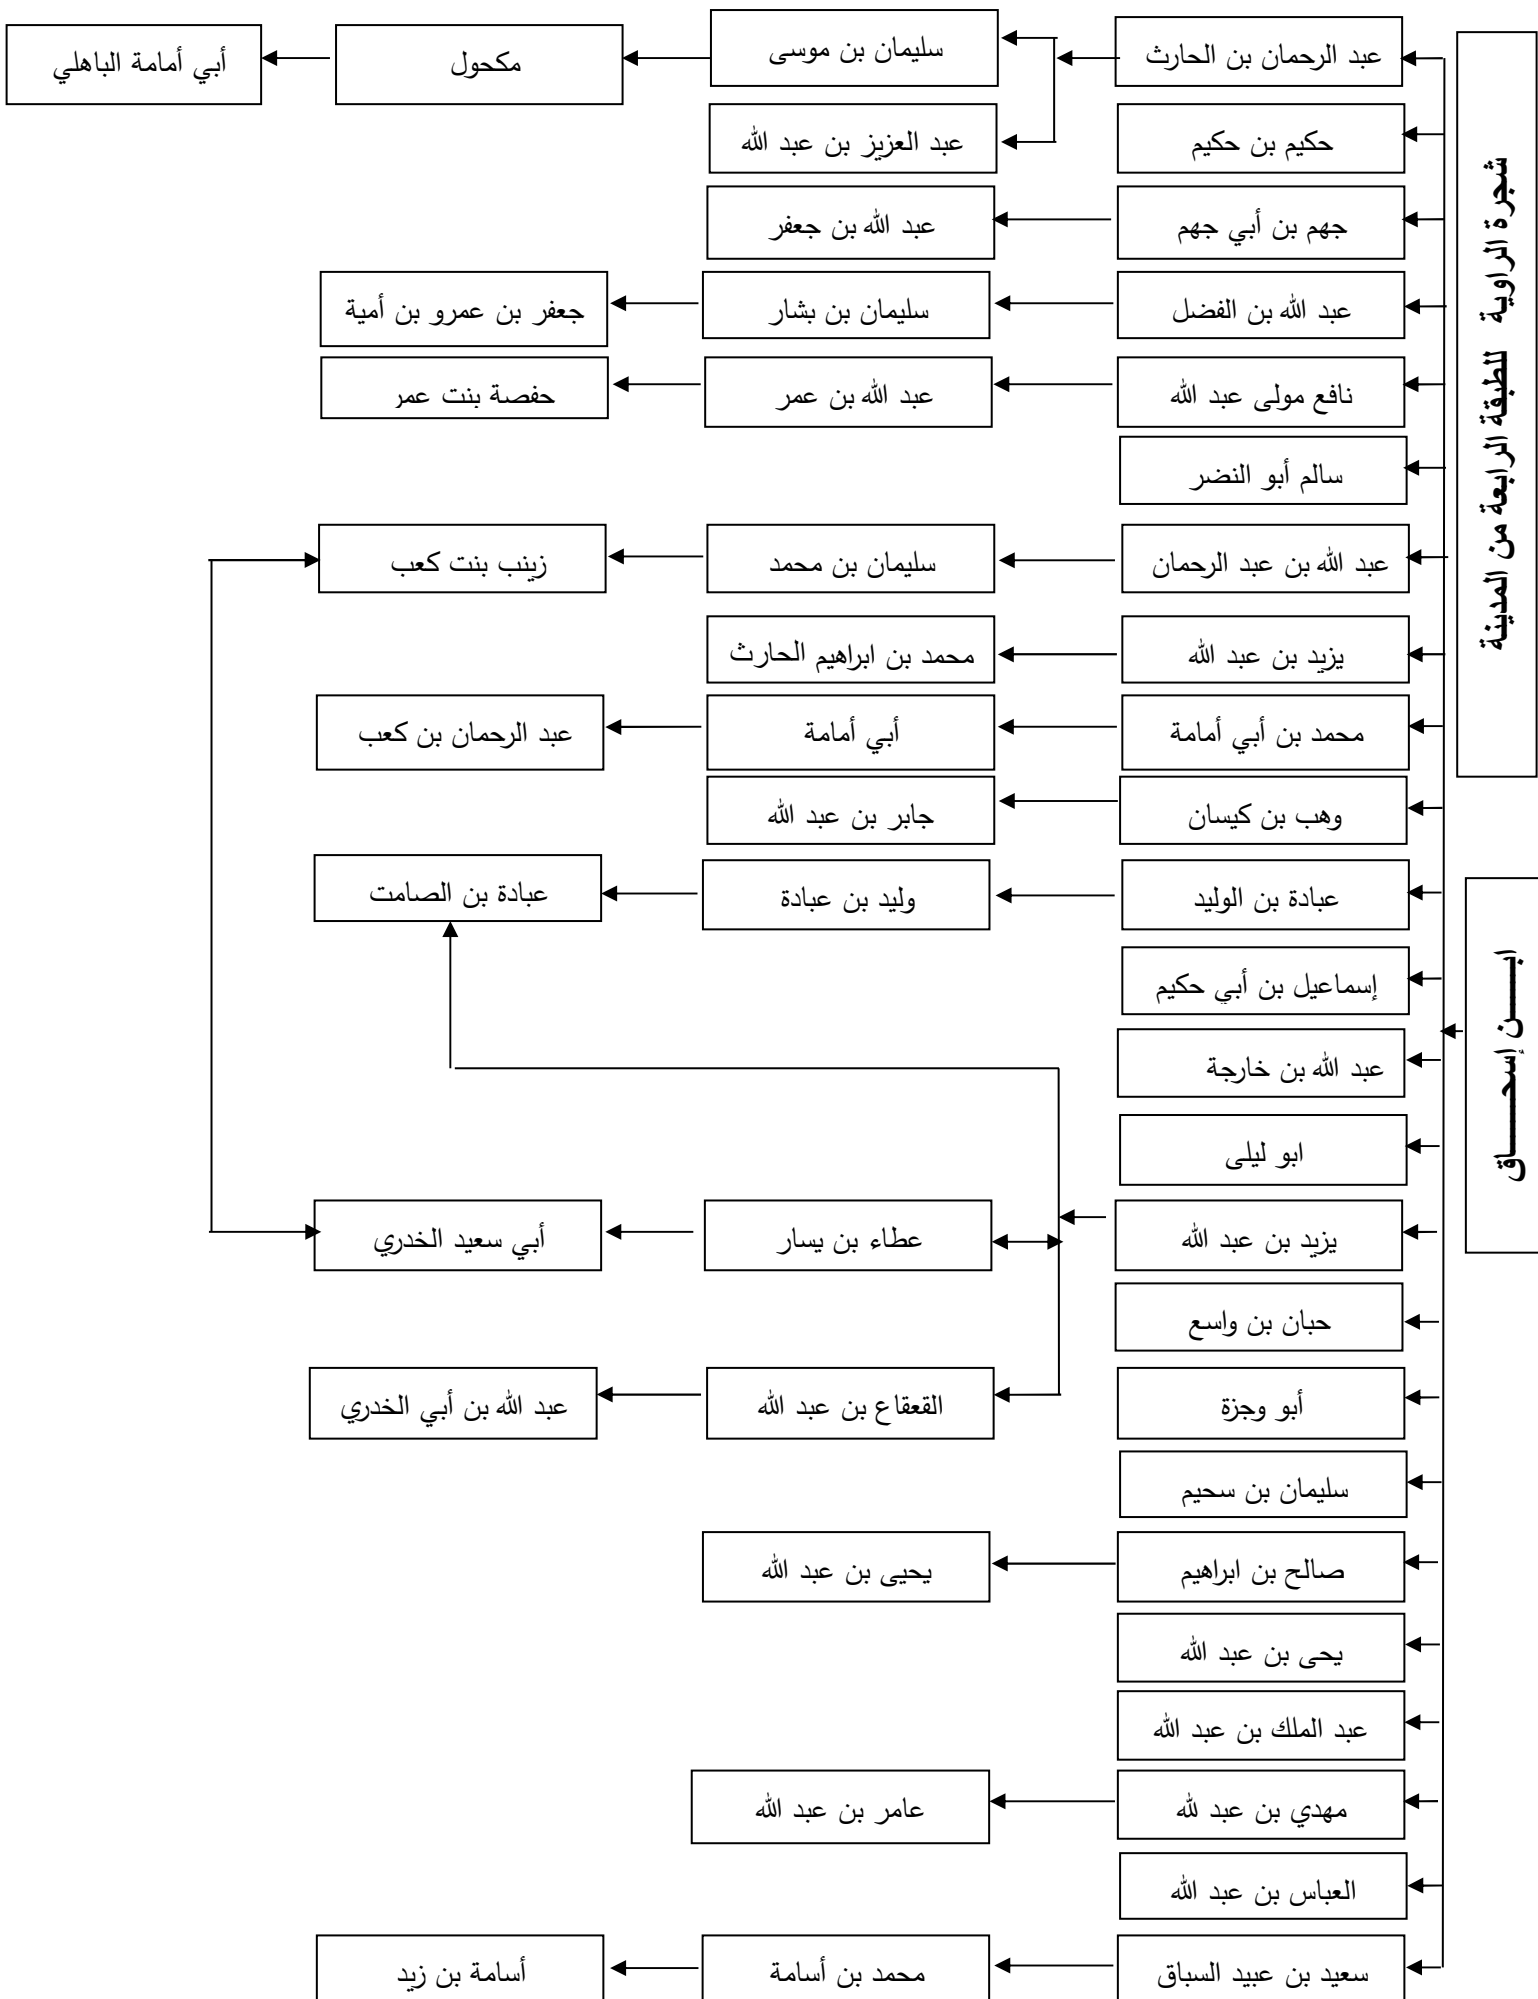 شجرة الراوية للطبقة الرابعة من المدينة
ابـــــن إسحـــــاق
عبد الرحمان بن الحارث
سليمان بن موسى
مكحول
أبي أمامة الباهلي
حكيم بن حكيم
عبد العزيز بن عبد الله
جهم بن أبي جهم
عبد الله بن جعفر
عبد الله بن الفضل
سليمان بن بشار
جعفر بن عمرو بن أمية
نافع مولى عبد الله
عبد الله بن عمر
حفصة بنت عمر
سالم أبو النضر
عبد الله بن عبد الرحمان
سليمان بن محمد
زينب بنت كعب
يزيد بن عبد الله
محمد بن ابراهيم الحارث
محمد بن أبي أمامة
أبي أمامة
عبد الرحمان بن كعب
وهب بن كيسان
جابر بن عبد الله
عبادة بن الوليد
وليد بن عبادة
عبادة بن الصامت
إسماعيل بن أبي حكيم
عبد الله بن خارجة
ابو ليلى
يزيد بن عبد الله
عطاء بن يسار
أبي سعيد الخدري
حبان بن واسع
أبو وجزة
القعقاع بن عبد الله
عبد الله بن أبي الخدري
سليمان بن سحيم
صالح بن ابراهيم
يحيى بن عبد الله
يحى بن عبد الله
عبد الملك بن عبد الله
مهدي بن عبد لله
عامر بن عبد الله
العباس بن عبد الله
سعيد بن عبيد السباق
محمد بن أسامة
أسامة بن زيد